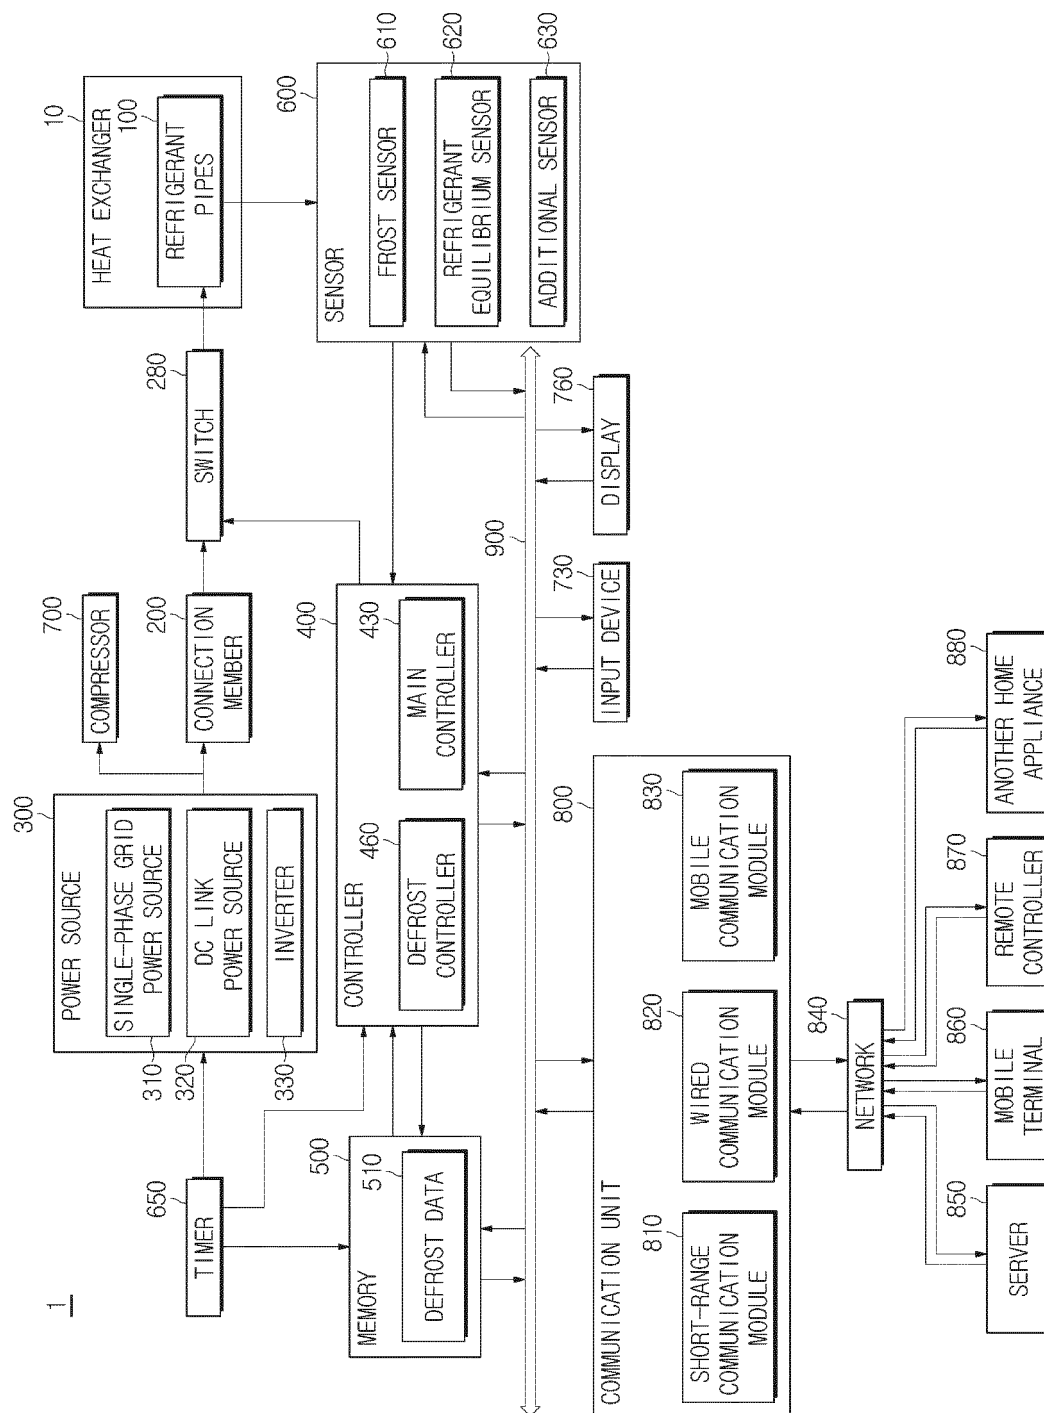 1
TIMER
650
POWER SOURCE
300
SINGLE-PHASE GRID
POWER SOURCE
310
DC LINK
POWER SOURCE
320
INVERTER
330
COMPRESSOR
700
CONNECTION
MEMBER
200
SWITCH
280
HEAT EXCHANGER
10
REFRIGERANT
PIPES
100
MEMORY
500
DEFROST DATA
510
CONTROLLER
400
DEFROST
CONTROLLER
460
MAIN
CONTROLLER
430
SENSOR
600
FROST SENSOR
610
REFRIGERANT
EQUILIBRIUM SENSOR
620
ADDITIONAL SENSOR
630
900
COMMUNICATION UNIT
800
SHORT-RANGE
COMMUNICATION
MODULE
810
WIRED
COMMUNICATION
MODULE
820
MOBILE
COMMUNICATION
MODULE
830
INPUT DEVICE
730
DISPLAY
760
NETWORK
840
SERVER
850
MOBILE
TERMINAL
860
REMOTE
CONTROLLER
870
ANOTHER HOME
APPLIANCE
880